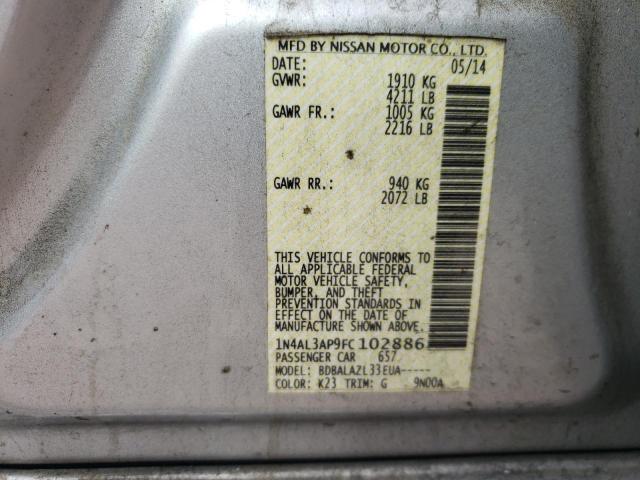 MFD BY NISSAN MOTOR CO., LTD.
DATE: 05/14
GVWR: 1910 KG
4211 LB
GAWR FR.: 1005 KG
2216 LB
GAWR RR.: 940 KG
2072 LB
THIS VEHICLE CONFORMS TO
ALL APPLICABLE FEDERAL
MOTOR VEHICLE SAFETY,
BUMPER, AND THEFT
PREVENTION STANDARDS IN
EFFECT ON THE DATE OF
MANUFACTURE SHOWN ABOVE.
1N4AL3AP9FC102886
PASSENGER CAR 657
MODEL: BDBALAZL33EUA-----
COLOR: K23 TRIM: G 9N00A